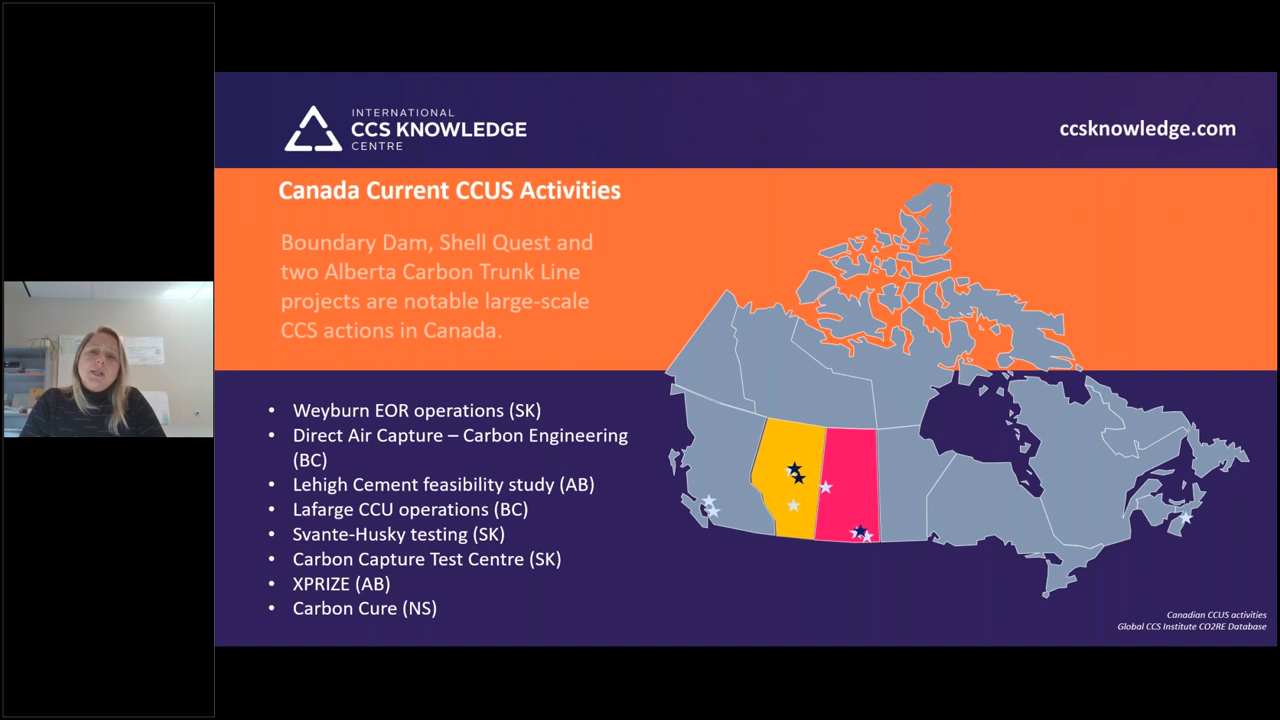 INTERNATIONAL
CCS KNOWLEDGE
CENTRE
ccsknowledge.com
Canada Current CCUS Activities
Boundary Dam, Shell Quest and
two Alberta Carbon Trunk Line
projects are notable large-scale
CCS actions in Canada.
• Weyburn EOR operations (SK)
• Direct Air Capture – Carbon Engineering
(BC)
• Lehigh Cement feasibility study (AB)
• Lafarge CCU operations (BC)
• Svante-Husky testing (SK)
• Carbon Capture Test Centre (SK)
• XPRIZE (AB)
• Carbon Cure (NS)
Canadian CCUS activities
Global CCS Institute CO2RE Database